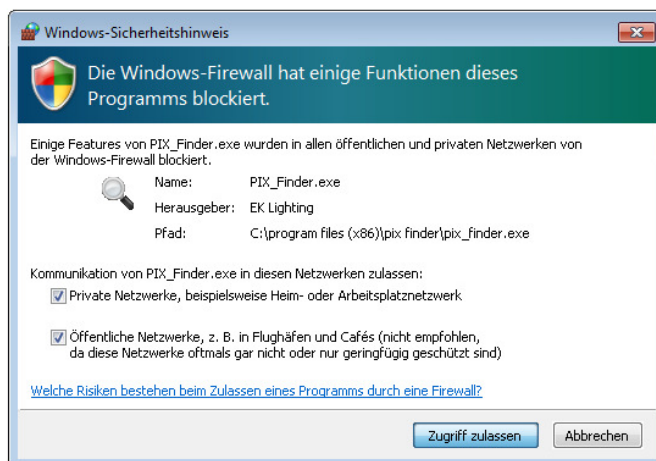 Windows-Sicherheitshinweis
Die Windows-Firewall hat einige Funktionen dieses
Programms blockiert.
Einige Features von PIX_Finder.exe wurden in allen öffentlichen und privaten Netzwerken von
der Windows-Firewall blockiert.
Name: PIX_Finder.exe
Herausgeber: EK Lighting
Pfad: C:\program files (x86)\pix finder\pix_finder.exe
Kommunikation von PIX_Finder.exe in diesen Netzwerken zulassen:
Private Netzwerke, beispielsweise Heim- oder Arbeitsplatznetzwerk
Öffentliche Netzwerke, z. B. in Flughäfen und Cafés (nicht empfohlen,
da diese Netzwerke oftmals gar nicht oder nur geringfügig geschützt sind)
Welche Risiken bestehen beim Zulassen eines Programms durch eine Firewall?
Zugriff zulassen Abbrechen